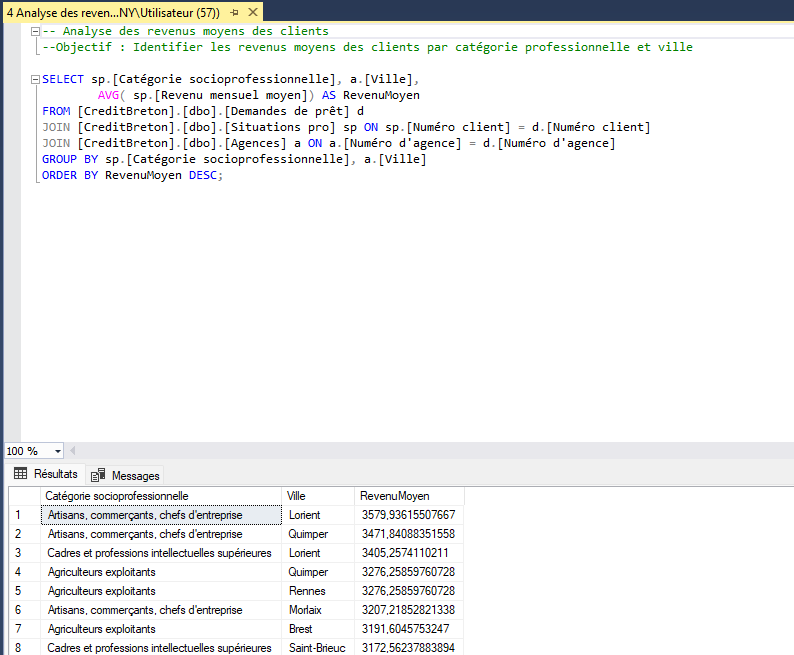 4 Analyse des reven...NY\Utilisateur (57))
-- Analyse des revenus moyens des clients
--Objectif : Identifier les revenus moyens des clients par catégorie professionnelle et ville
SELECT sp.[Catégorie socioprofessionnelle], a.[Ville],
AVG( sp.[Revenu mensuel moyen]) AS RevenuMoyen
FROM [CreditBreton].[dbo].[Demandes de prêt] d
JOIN [CreditBreton].[dbo].[Situations pro] sp ON sp.[Numéro client] = d.[Numéro client]
JOIN [CreditBreton].[dbo].[Agences] a ON a.[Numéro d'agence] = d.[Numéro d'agence]
GROUP BY sp.[Catégorie socioprofessionnelle], a.[Ville]
ORDER BY RevenuMoyen DESC;
100 %
Résultats Messages
Catégorie socioprofessionnelle Ville RevenuMoyen
1 Artisans, commerçants, chefs d'entreprise Lorient 3579,93615507667
2 Artisans, commerçants, chefs d'entreprise Quimper 3471,84088351558
3 Cadres et professions intellectuelles supérieures Lorient 3405,2574110211
4 Agriculteurs exploitants Quimper 3276,25859760728
5 Agriculteurs exploitants Rennes 3276,25859760728
6 Artisans, commerçants, chefs d'entreprise Morlaix 3207,21852821338
7 Agriculteurs exploitants Brest 3191,6045753247
8 Cadres et professions intellectuelles supérieures Saint-Brieuc 3172,56237883894